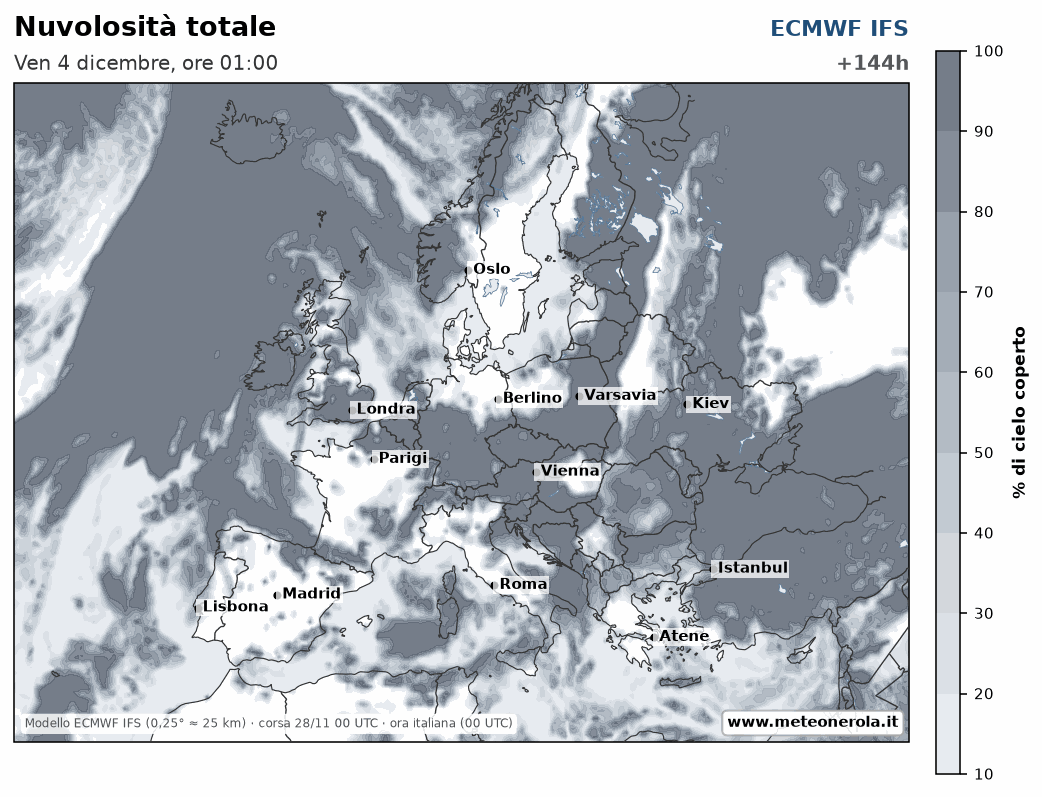 Nuvolosità totale
ECMWF IFS
Ven 4 dicembre, ore 01:00
+144h
100
90
80
70
60
50
40
30
20
10
% di cielo coperto
Oslo
Berlino
Varsavia
Kiev
Londra
Parigi
Vienna
Istanbul
Roma
Madrid
Lisbona
Atene
Modello ECMWF IFS (0,25° ≈ 25 km) · corsa 28/11 00 UTC · ora italiana (00 UTC)
www.meteonerola.it